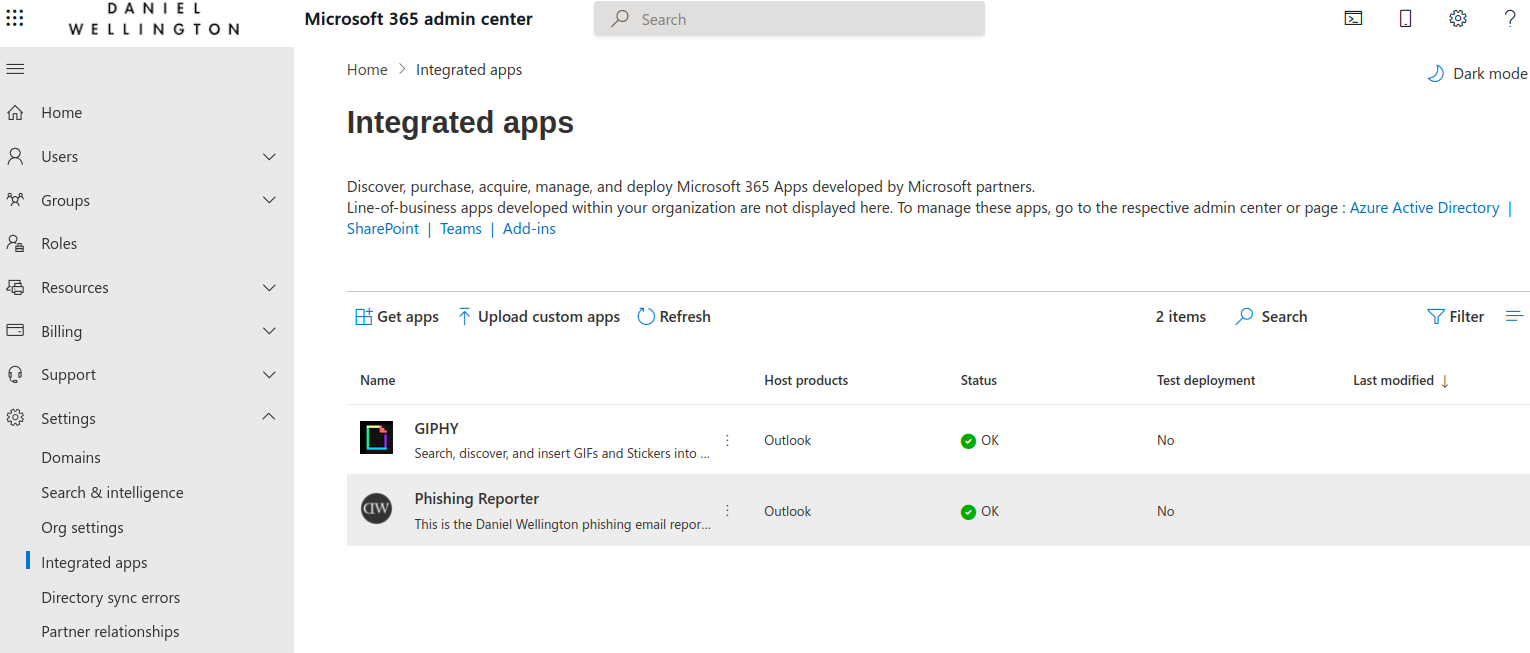 DANIEL
WELLINGTON
Microsoft 365 admin center
Search
Home
Users
Groups
Roles
Resources
Billing
Support
Settings
Domains
Search & intelligence
Org settings
Integrated apps
Directory sync errors
Partner relationships
Home > Integrated apps
Dark mode
Integrated apps
Discover, purchase, acquire, manage, and deploy Microsoft 365 Apps developed by Microsoft partners.
Line-of-business apps developed within your organization are not displayed here. To manage these apps, go to the respective admin center or page : Azure Active Directory |
SharePoint | Teams | Add-ins
Get apps Upload custom apps Refresh 2 items Search Filter
Name Host products Status Test deployment Last modified ↓
GIPHY
Search, discover, and insert GIFs and Stickers into ...
Outlook OK No
DW
Phishing Reporter
This is the Daniel Wellington phishing email repor...
Outlook OK No